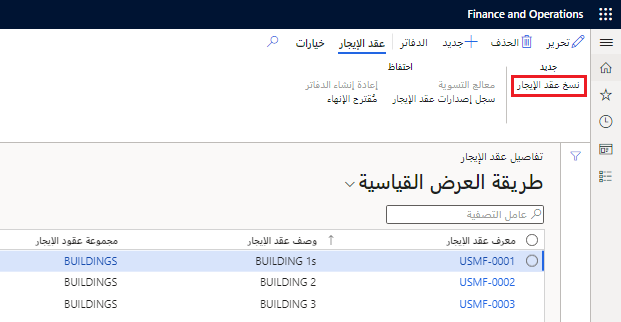 Finance and Operations
تحرير الحذف جديد الدفاتر عقد الإيجار خيارات
جديد احتفاظ
نسخ عقد الإيجار معالج التسوية إعادة إنشاء الدفاتر
سجل إصدارات عقد الإيجار مُقترح الإنهاء
تفاصيل عقد الإيجار
طريقة العرض القياسية
عامل التصفية
معرف عقد الإيجار وصف عقد الإيجار مجموعة عقود الإيجار
USMF-0001 BUILDING 1s BUILDINGS
USMF-0002 BUILDING 2 BUILDINGS
USMF-0003 BUILDING 3 BUILDINGS